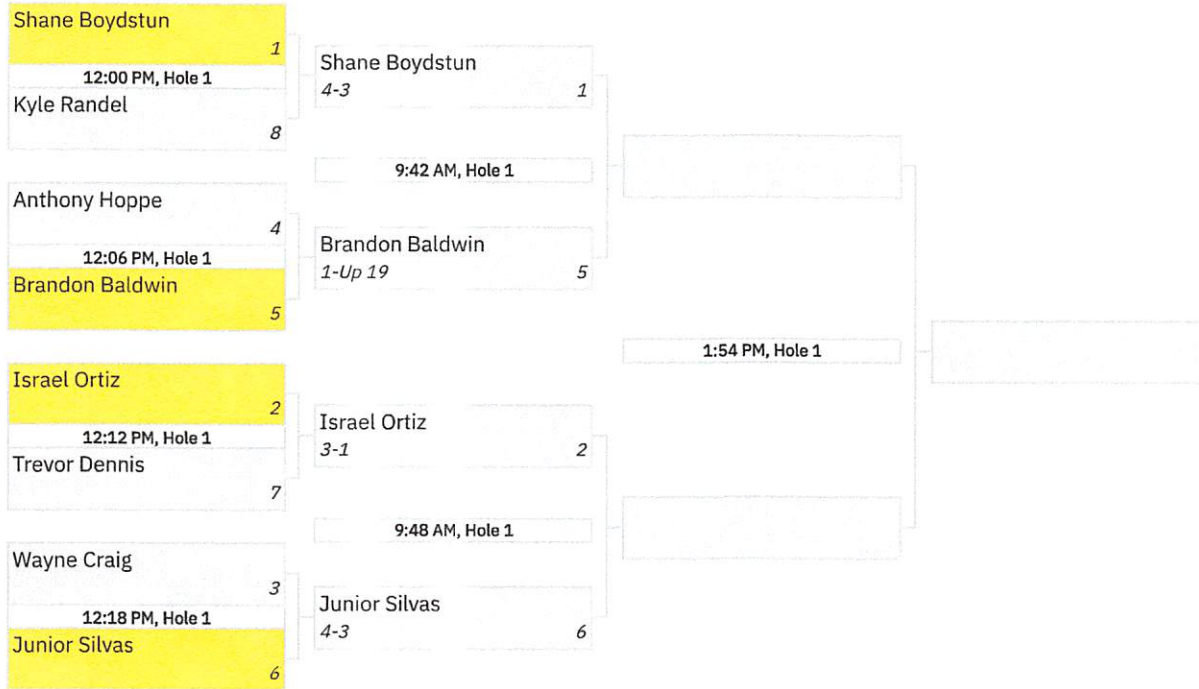 Shane Boydstun
1
12:00 PM, Hole 1
Kyle Randel
8
Anthony Hoppe
4
12:06 PM, Hole 1
Brandon Baldwin
5
Israel Ortiz
2
12:12 PM, Hole 1
Trevor Dennis
7
Wayne Craig
3
12:18 PM, Hole 1
Junior Silvas
6
Shane Boydstun
4-3 1
9:42 AM, Hole 1
Brandon Baldwin
1-Up 19 5
Israel Ortiz
3-1 2
9:48 AM, Hole 1
Junior Silvas
4-3 6
1:54 PM, Hole 1